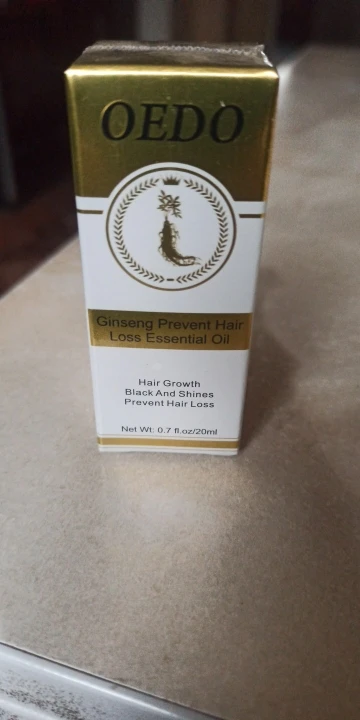 OEDO
Ginseng Prevent Hair
Loss Essential Oil
Hair Growth
Black And Shines
Prevent Hair Loss
Net Wt: 0.7 fl.oz/20ml